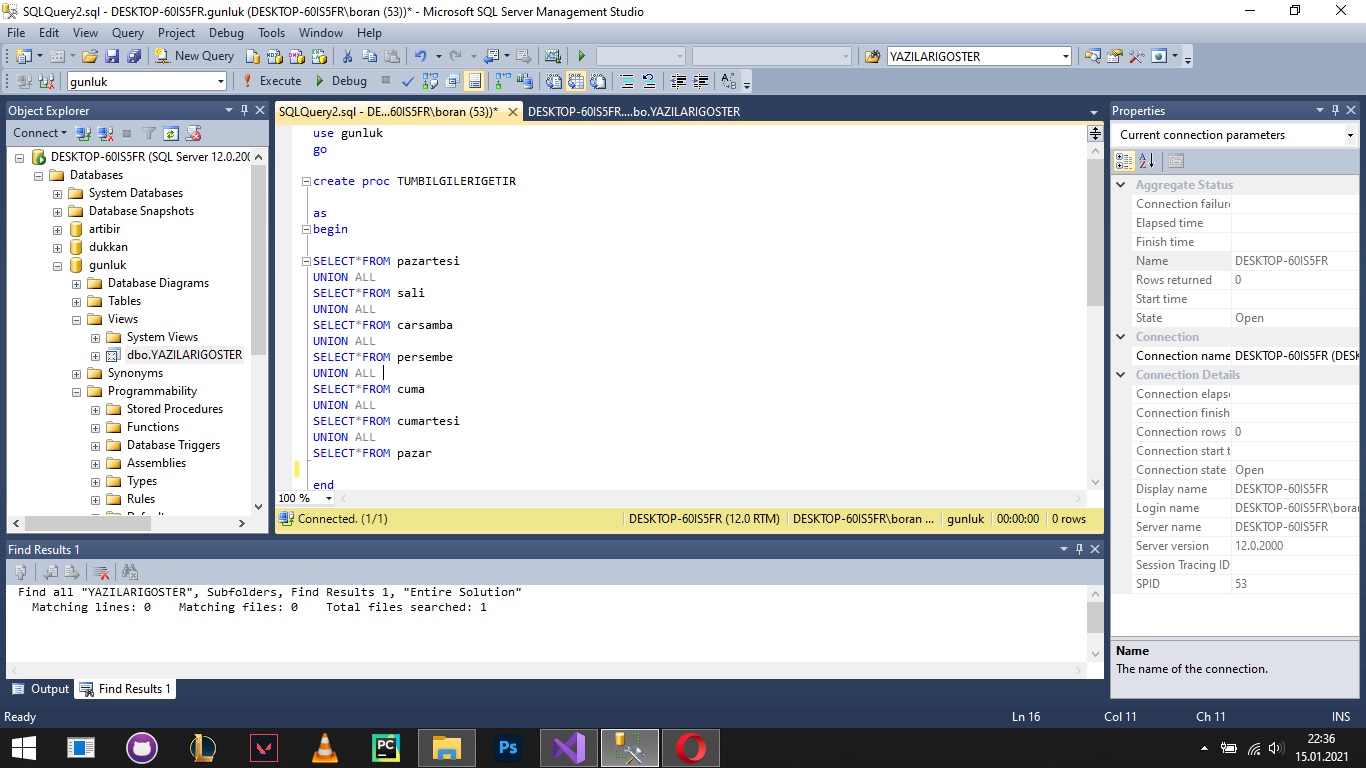 SQLQuery2.sql - DESKTOP-60IS5FR.gunluk (DESKTOP-60IS5FR\boran (53))* - Microsoft SQL Server Management Studio
File Edit View Query Project Debug Tools Window Help
New Query YAZILARIGOSTER
gunluk Execute Debug
Object Explorer
Connect
DESKTOP-60IS5FR (SQL Server 12.0.200
Databases
System Databases
Database Snapshots
artibir
dukkan
gunluk
Database Diagrams
Tables
Views
System Views
dbo.YAZILARIGOSTER
Synonyms
Programmability
Stored Procedures
Functions
Database Triggers
Assemblies
Types
Rules
SQLQuery2.sql - DE...60IS5FR\boran (53))* DESKTOP-60IS5FR....bo.YAZILARIGOSTER
use gunluk
go
create proc TUMBILGILERIGETIR
as
begin
SELECT*FROM pazartesi
UNION ALL
SELECT*FROM sali
UNION ALL
SELECT*FROM carsamba
UNION ALL
SELECT*FROM persembe
UNION ALL
SELECT*FROM cuma
UNION ALL
SELECT*FROM cumartesi
UNION ALL
SELECT*FROM pazar
end
100 %
Connected. (1/1) DESKTOP-60IS5FR (12.0 RTM) DESKTOP-60IS5FR\boran ... gunluk 00:00:00 0 rows
Properties
Current connection parameters
Aggregate Status
Connection failure
Elapsed time
Finish time
Name DESKTOP-60IS5FR
Rows returned 0
Start time
State Open
Connection
Connection name DESKTOP-60IS5FR (DESK
Connection Details
Connection elapse
Connection finish
Connection rows 0
Connection start t
Connection state Open
Display name DESKTOP-60IS5FR
Login name DESKTOP-60IS5FR\boran
Server name DESKTOP-60IS5FR
Server version 12.0.2000
Session Tracing ID
SPID 53
Name
The name of the connection.
Find Results 1
Find all "YAZILARIGOSTER", Subfolders, Find Results 1, "Entire Solution"
Matching lines: 0 Matching files: 0 Total files searched: 1
Output Find Results 1
Ready Ln 16 Col 11 Ch 11 INS
PC Ps
22:36
15.01.2021